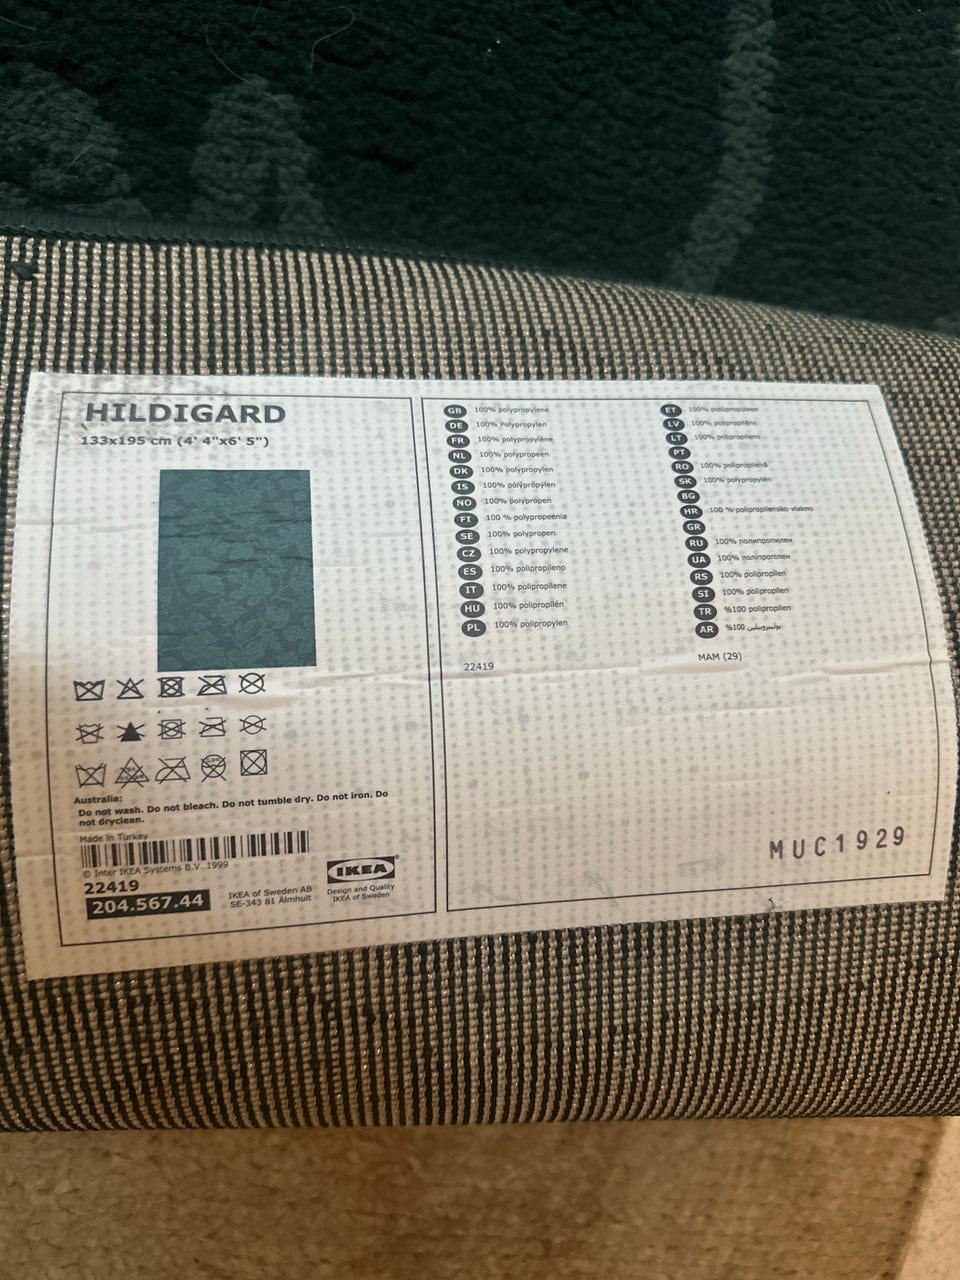 HILDIGARD
133x195 cm (4' 4"x6' 5")
Australia:
Do not wash. Do not bleach. Do not tumble dry. Do not iron. Do
not dryclean.
Made in Turkey
© Inter IKEA Systems B.V. 1999
22419
204.567.44
IKEA of Sweden AB
SE-343 81 Älmhult
IKEA
Design and Quality
IKEA of Sweden
GB 100% polypropylene
DE 100% Polypropylen
FR 100% polypropylène
NL 100% polypropeen
DK 100% polypropylen
IS 100% pólýprópýlen
NO 100% polypropen
FI 100 % polypropeenia
SE 100% polypropen
CZ 100% polypropylene
ES 100% polipropileno
IT 100% polipropilene
HU 100% polipropilén
PL 100% polipropylen
22419
ET 100% polüpropüleen
LV 100% polipropilēns
LT 100% polipropileno
PT
RO 100% polipropilenă
SK 100% polypropylén
BG
HR 100 % polipropilensko vlakno
GR
RU 100% полипропилен
UA 100% поліпропілен
RS 100% polipropilen
SI 100% polipropilen
TR %100 polipropilen
AR %100 بوليبروبيلين
MAM (29)
MUC1929